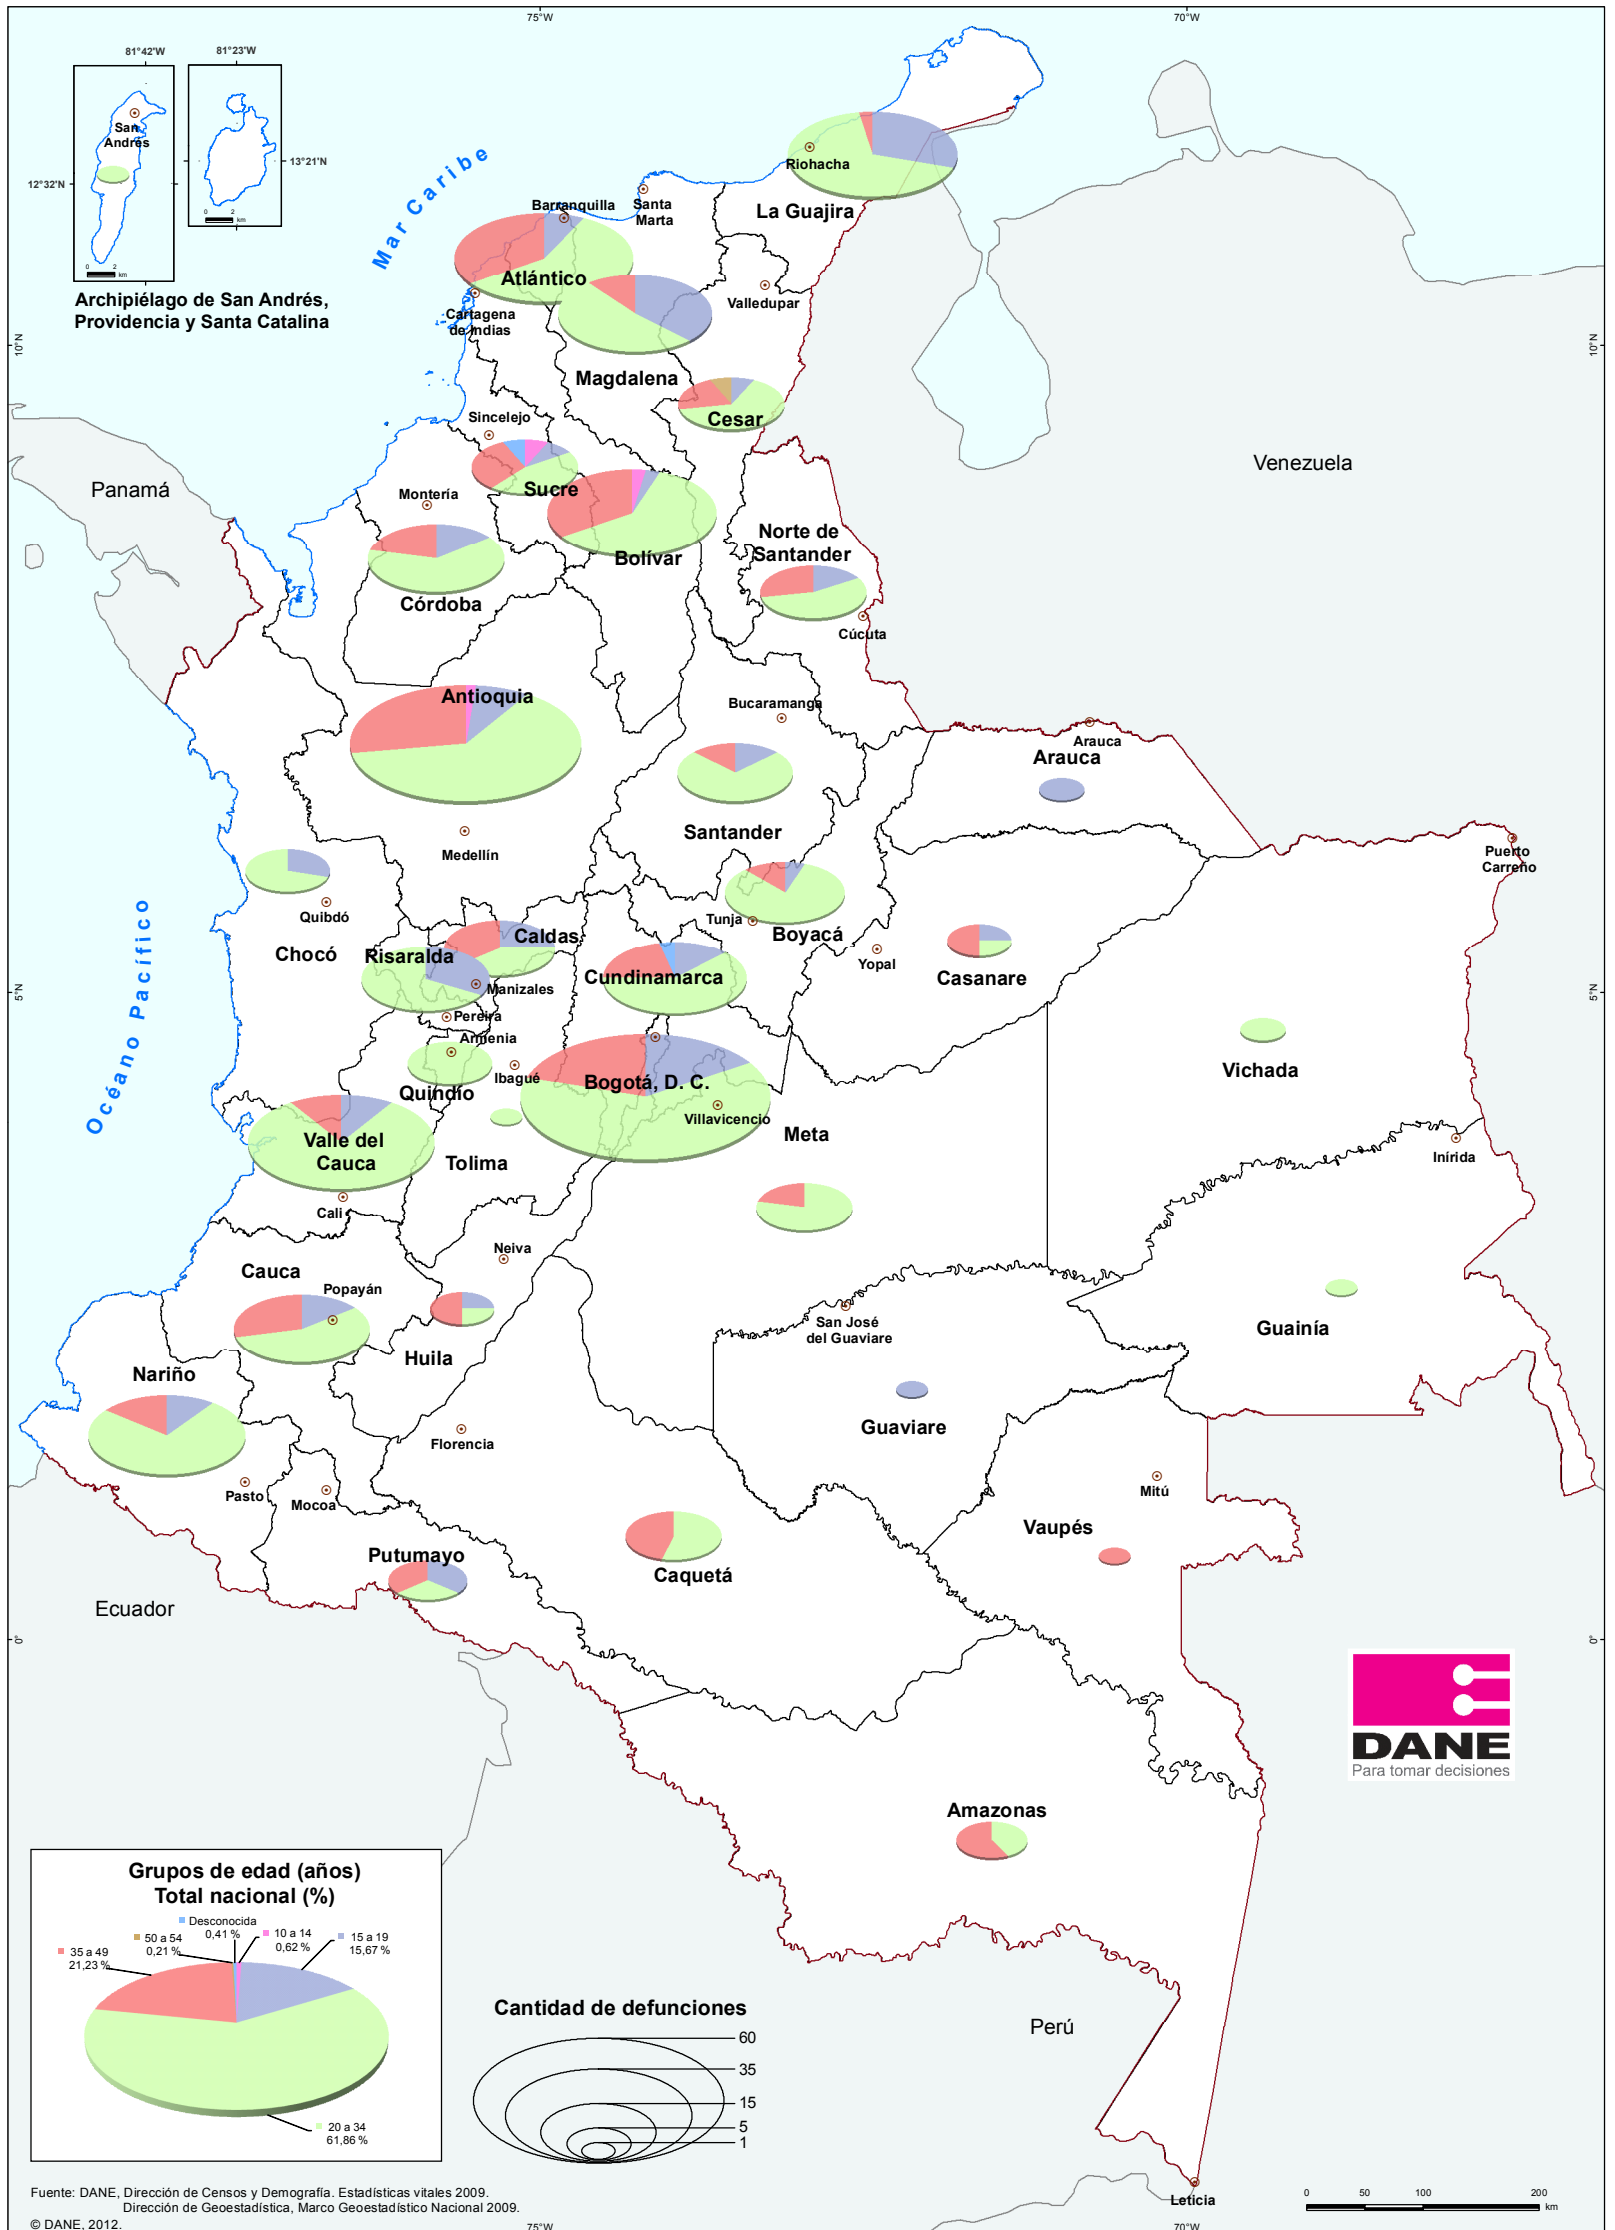 75°W
70°W
81°42'W
81°23'W
San
Andrés
13°21'N
12°32'N
0
2
km
0
2
km
Archipiélago de San Andrés,
Providencia y Santa Catalina
Mar Caribe
Riohacha
La Guajira
Santa
Marta
Barranquilla
Atlántico
Cartagena
de Indias
Valledupar
10°N
10°N
Magdalena
Cesar
Sincelejo
Sucre
Panamá
Venezuela
Montería
Bolívar
Norte de
Santander
Córdoba
Cúcuta
Antioquia
Bucaramanga
Arauca
Arauca
Santander
Medellín
Puerto
Carreño
Quibdó
Chocó
Risaralda
Caldas
Manizales
Tunja
Boyacá
Yopal
Cundinamarca
Casanare
Océano Pacífico
5°N
5°N
Pereira
Armenia
Ibagué
Quindío
Bogotá, D. C.
Villavicencio
Vichada
Meta
Valle del
Cauca
Tolima
Inírida
Cali
Neiva
Cauca
Popayán
San José
del Guaviare
Guainía
Huila
Nariño
Guaviare
Florencia
Pasto
Mocoa
Mitú
Vaupés
Putumayo
Caquetá
Ecuador
0°
0°
DANE
Para tomar decisiones
Amazonas
Grupos de edad (años)
Total nacional (%)
Desconocida
0,41 %
50 a 54
0,21 %
10 a 14
0,62 %
15 a 19
15,67 %
35 a 49
21,23 %
20 a 34
61,86 %
Cantidad de defunciones
60
35
15
5
1
Perú
Leticia
0
50
100
200
km
Fuente: DANE, Dirección de Censos y Demografía. Estadísticas vitales 2009.
Dirección de Geoestadística, Marco Geoestadístico Nacional 2009.
© DANE, 2012.
75°W
70°W